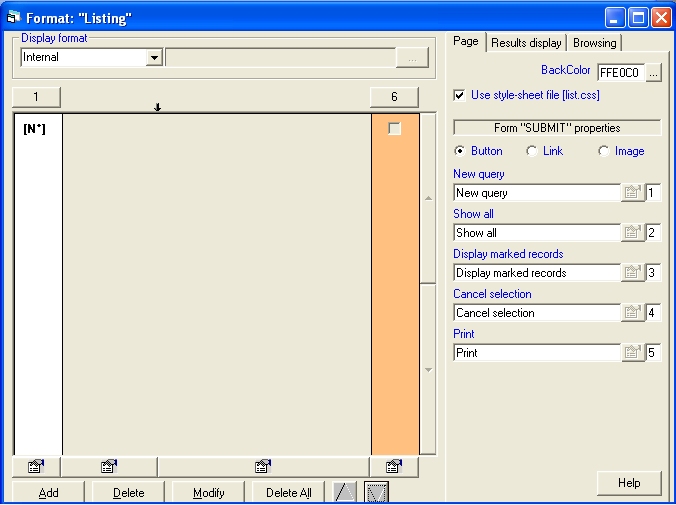 Format: "Listing"
Display format
Internal
...
1
6
[N°]
Add
Delete
Modify
Delete All
Page
Results display
Browsing
BackColor
FFE0C0
...
Use style-sheet file [list.css]
Form "SUBMIT" properties
Button
Link
Image
New query
New query
1
Show all
Show all
2
Display marked records
Display marked records
3
Cancel selection
Cancel selection
4
Print
Print
5
Help